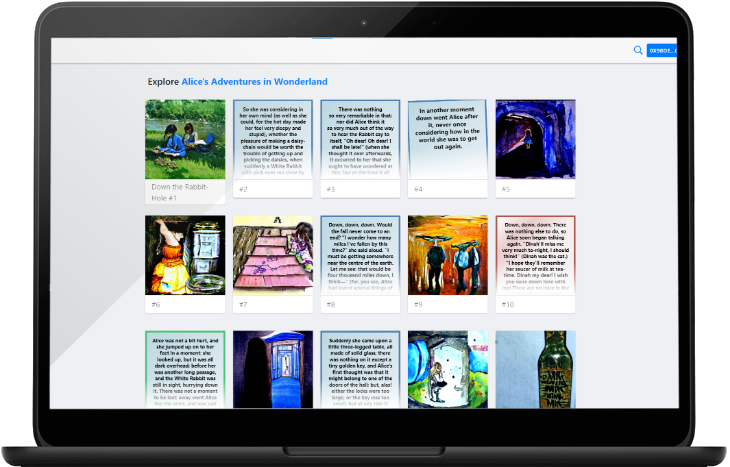 0X98DE...
Explore Alice's Adventures in Wonderland
So she was considering in
her own mind (as well as she
could, for the hot day made
her feel very sleepy and
stupid), whether the
pleasure of making a daisy-
chain would be worth the
trouble of getting up and
picking the daisies, when
suddenly a White Rabbit
with pink eyes ran close by
There was nothing
so very remarkable in that;
nor did Alice think it
so very much out of the way
to hear the Rabbit say to
itself, "Oh dear! Oh dear! I
shall be late!" (when she
thought it over afterwards,
it occurred to her that she
ought to have wondered at
this, but at the time it all
In another moment
down went Alice after
it, never once
considering how in the
world she was to get
out again.
Down the Rabbit-
Hole #1
#2
#3
#4
#5
Down, down, down. Would
the fall never come to an
end? "I wonder how many
miles I've fallen by this
time?" she said aloud. "I
must be getting somewhere
near the centre of the earth.
Let me see: that would be
four thousand miles down, I
think—" (for, you see, Alice
had learnt several things of
Down, down, down. There
was nothing else to do, so
Alice soon began talking
again. "Dinah'll miss me
very much to-night, I should
think!" (Dinah was the cat.)
"I hope they'll remember
her saucer of milk at tea-
time. Dinah my dear! I wish
you were down here with
me! There are no mice in the
#6
#7
#8
#9
#10
Alice was not a bit hurt, and
she jumped up on to her
feet in a moment: she
looked up, but it was all
dark overhead; before her
was another long passage,
and the White Rabbit was
still in sight, hurrying down
it. There was not a moment
to be lost: away went Alice
like the wind, and was just
Suddenly she came upon a
little three-legged table, all
made of solid glass; there
was nothing on it except a
tiny golden key, and Alice's
first thought was that it
might belong to one of the
doors of the hall; but, alas!
either the locks were too
large, or the key was too
small, but at any rate it